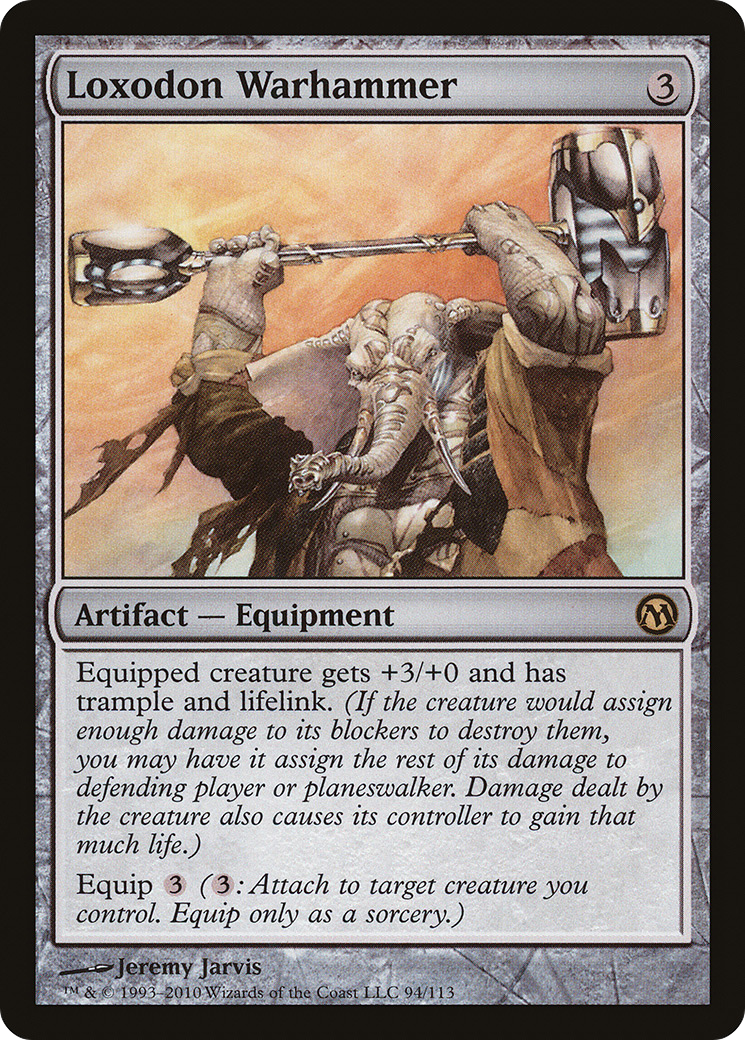 Loxodon Warhammer 3
Artifact — Equipment
Equipped creature gets +3/+0 and has
trample and lifelink. (If the creature would assign
enough damage to its blockers to destroy them,
you may have it assign the rest of its damage to
defending player or planeswalker. Damage dealt by
the creature also causes its controller to gain that
much life.)
Equip 3 (3: Attach to target creature you
control. Equip only as a sorcery.)
Jeremy Jarvis
™ & © 1993–2010 Wizards of the Coast LLC 94/113